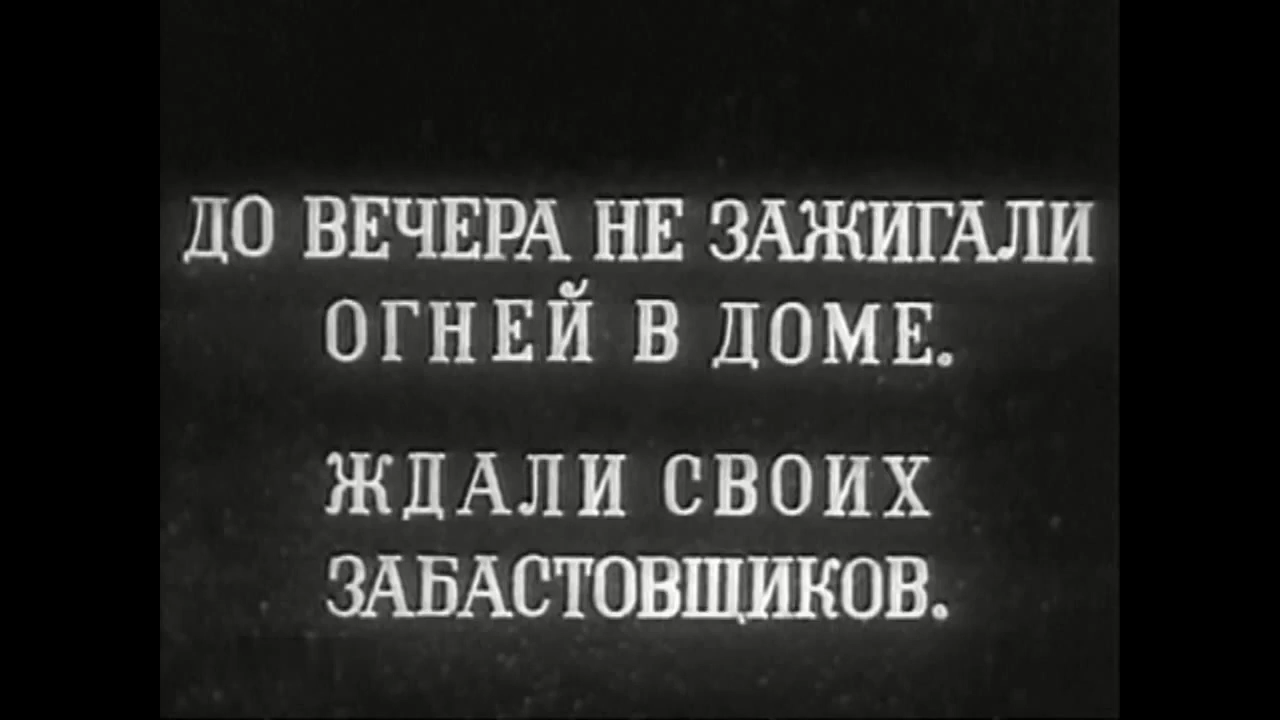 ДО ВЕЧЕРА НЕ ЗАЖИГАЛИ
ОГНЕЙ В ДОМЕ.
ЖДАЛИ СВОИХ
ЗАБАСТОВЩИКОВ.